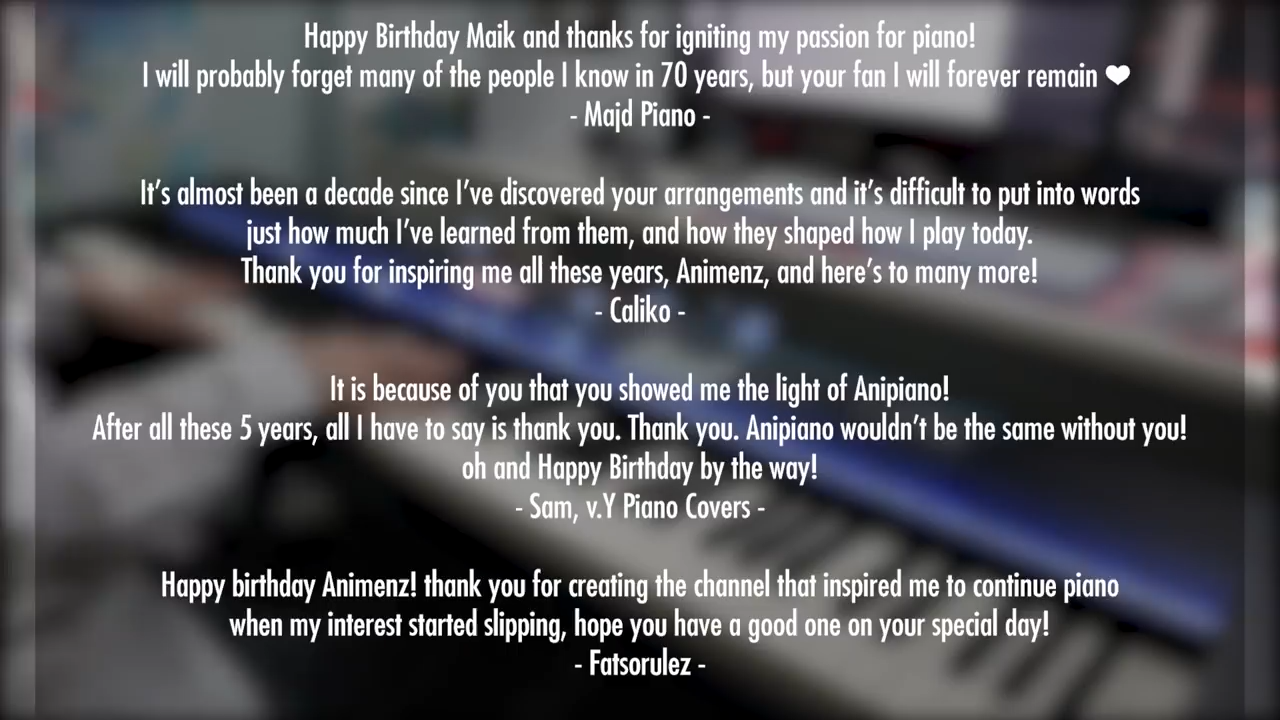 Happy Birthday Maik and thanks for igniting my passion for piano!
I will probably forget many of the people I know in 70 years, but your fan I will forever remain ❤
- Majd Piano -
It's almost been a decade since I've discovered your arrangements and it's difficult to put into words
just how much I've learned from them, and how they shaped how I play today.
Thank you for inspiring me all these years, Animenz, and here's to many more!
- Caliko -
It is because of you that you showed me the light of Anipiano!
After all these 5 years, all I have to say is thank you. Thank you. Anipiano wouldn't be the same without you!
oh and Happy Birthday by the way!
- Sam, v.Y Piano Covers -
Happy birthday Animenz! thank you for creating the channel that inspired me to continue piano
when my interest started slipping, hope you have a good one on your special day!
- Fatsorulez -